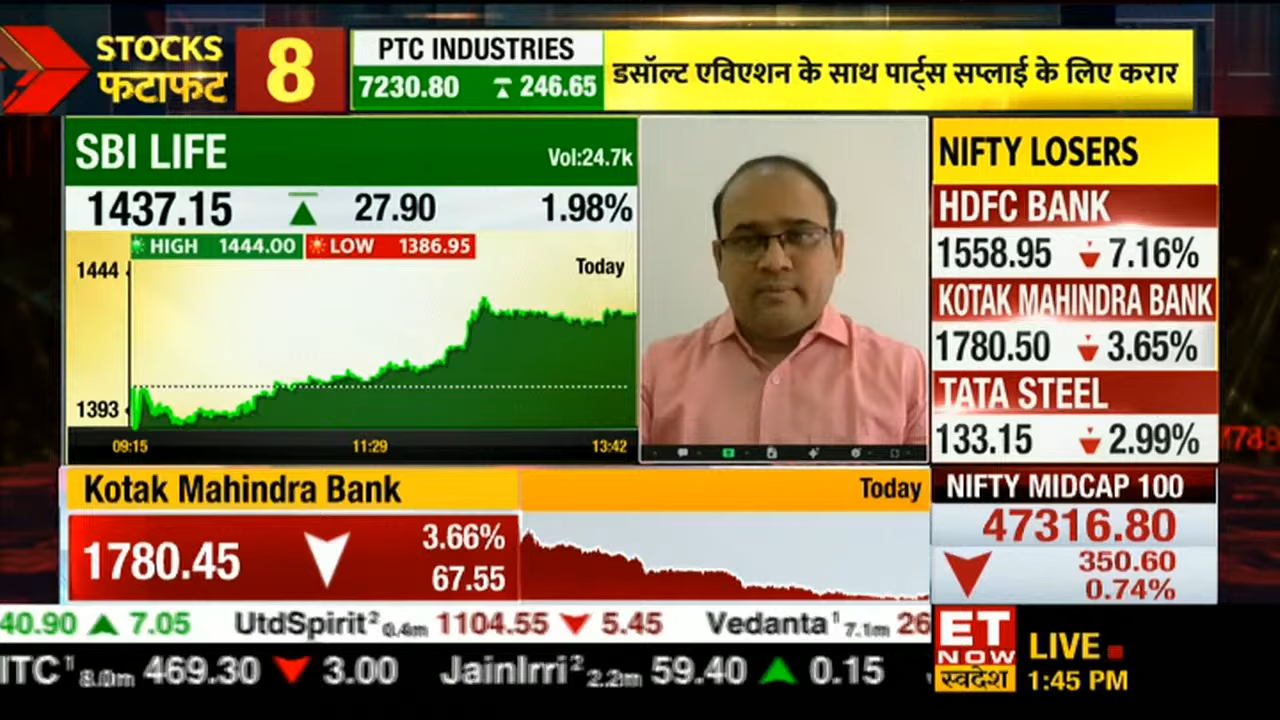 STOCKS
फटाफट
8
PTC INDUSTRIES
7230.80 246.65
डसॉल्ट एविएशन के साथ पार्ट्स सप्लाई के लिए करार
SBI LIFE
Vol:24.7k
1437.15 27.90 1.98%
HIGH 1444.00 LOW 1386.95
Today
1444
1393
09:15 11:29 13:42
NIFTY LOSERS
HDFC BANK
1558.95 7.16%
KOTAK MAHINDRA BANK
1780.50 3.65%
TATA STEEL
133.15 2.99%
NIFTY MIDCAP 100
47316.80
350.60
0.74%
Kotak Mahindra Bank
Today
1780.45
3.66%
67.55
40.90 7.05 UtdSpirit² 0.4m 1104.55 5.45 Vedanta¹ 7.1m 26
ITC¹ 8.0m 469.30 3.00 JainIrri² 2.2m 59.40 0.15
ET
NOW
स्वदेश
LIVE
1:45 PM